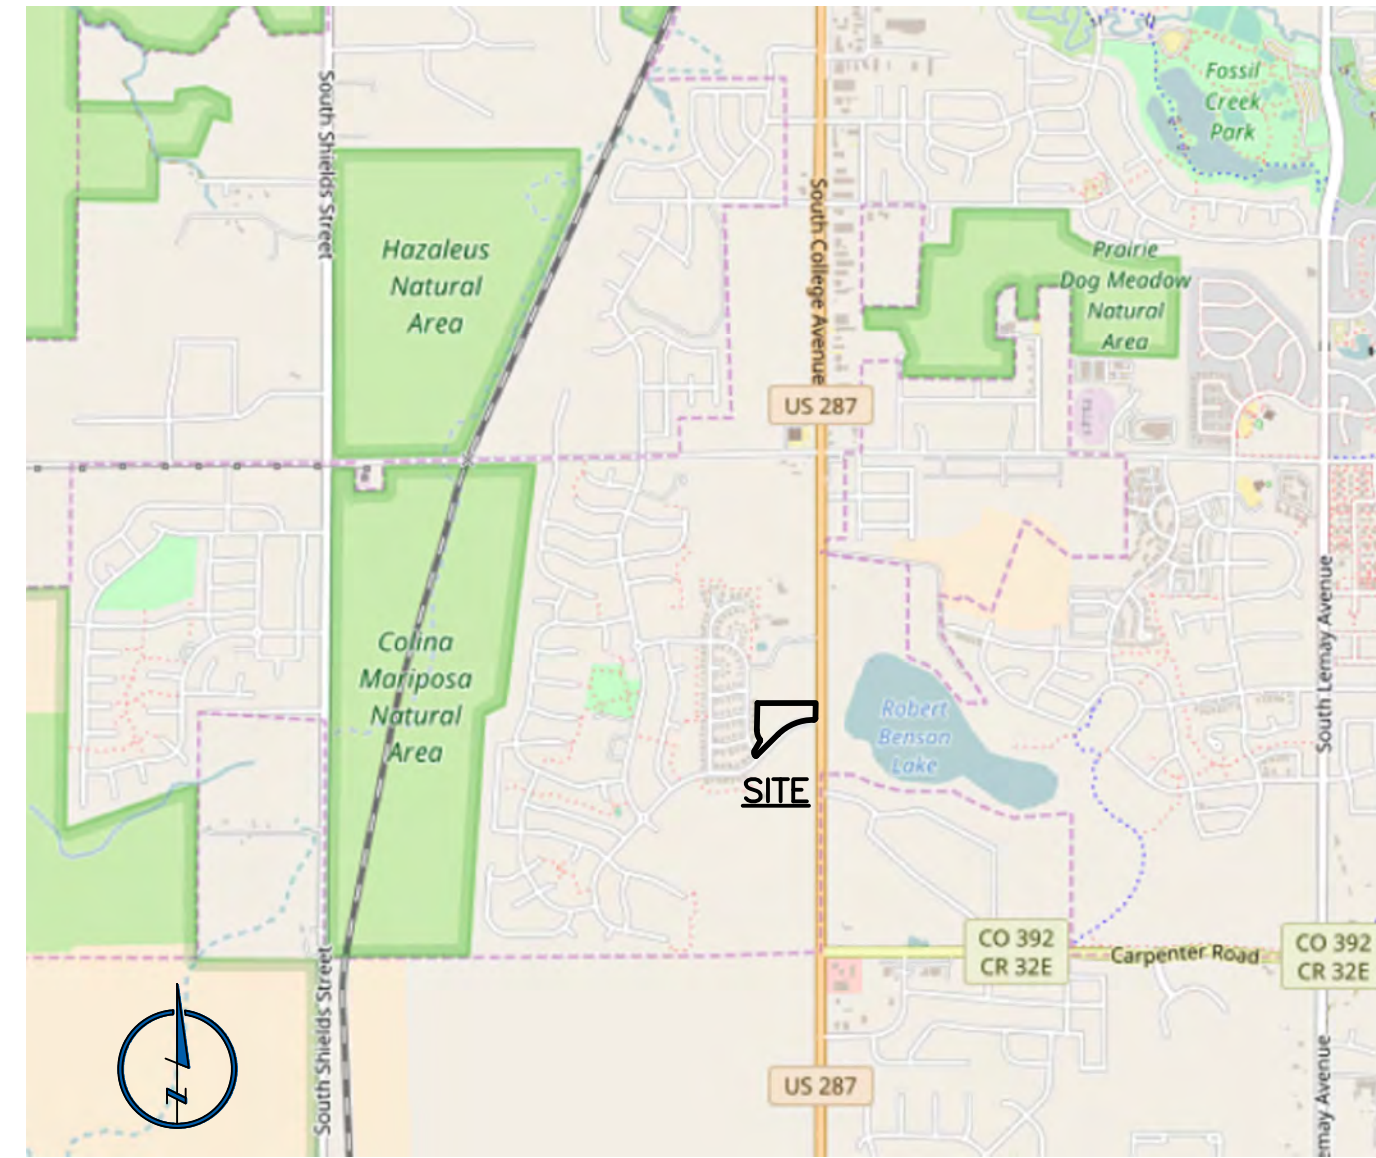 Fossil
Creek
Park
South Shields Street
South College Avenue
Hazaleus
Natural
Area
Prairie
Dog Meadow
Natural
Area
US 287
Colina
Mariposa
Natural
Area
South Lemay Avenue
Robert
Benson
Lake
SITE
CO 392
CR 32E
Carpenter Road
CO 392
CR 32E
South Shields Street
US 287
emay Avenue
N